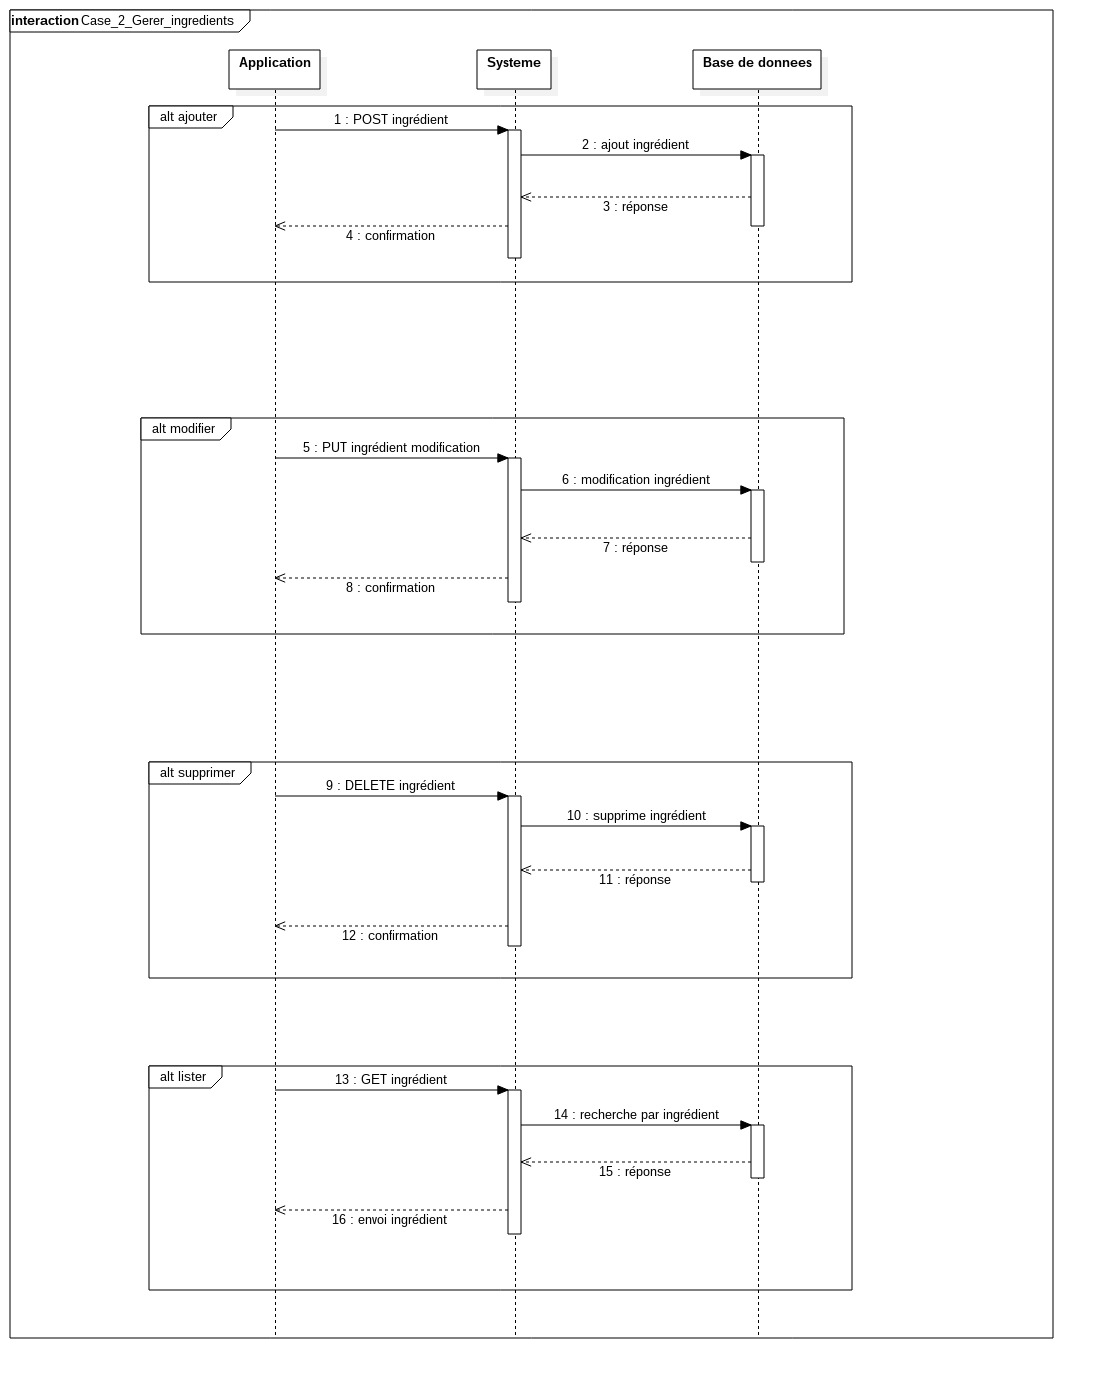 interaction Case_2_Gerer_ingredients
Application
Systeme
Base de donnees
alt ajouter
1 : POST ingrédient
2 : ajout ingrédient
3 : réponse
4 : confirmation
alt modifier
5 : PUT ingrédient modification
6 : modification ingrédient
7 : réponse
8 : confirmation
alt supprimer
9 : DELETE ingrédient
10 : supprime ingrédient
11 : réponse
12 : confirmation
alt lister
13 : GET ingrédient
14 : recherche par ingrédient
15 : réponse
16 : envoi ingrédient